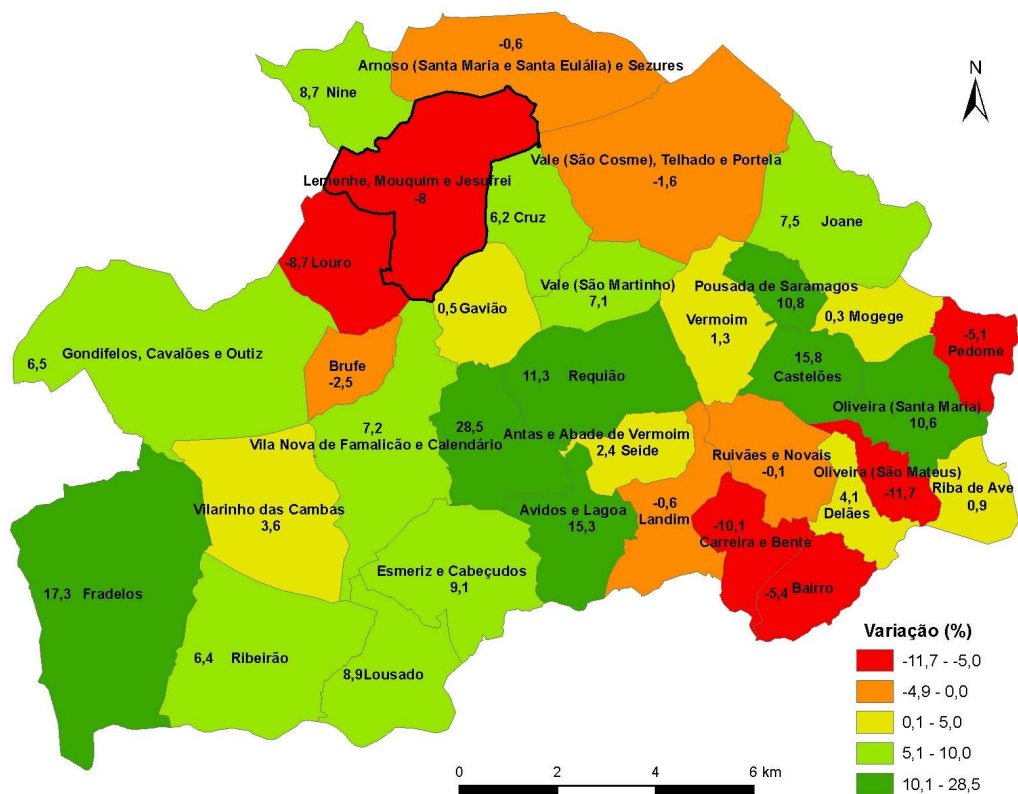 -0,6
Arnoso (Santa Maria e Santa Eulália) e Sezures
N
8,7 Nine
Vale (São Cosme), Telhado e Portela
-1,6
Lemenhe, Mouquim e Jesufrei
-8
6,2 Cruz
7,5 Joane
-8,7 Louro
Vale (São Martinho)
7,1
Pousada de Saramagos
10,8
0,5 Gavião
Vermoim
1,3
0,3 Mogege
-5,1
Pedome
Gondifelos, Cavalões e Outiz
6,5
Brufe
-2,5
11,3 Requião
15,8
Castelões
Oliveira (Santa Maria)
10,6
7,2
Vila Nova de Famalicão e Calendário
28,5
Antas e Abade de Vermoim
2,4 Seide
Ruivães e Novais
-0,1
Oliveira (São Mateus)
-11,7
Riba de Ave
0,9
4,1
Delães
Vilarinho das Cambas
3,6
Avidos e Lagoa
15,3
-0,6
Landim
-10,1
Carreira e Bente
Esmeriz e Cabeçudos
9,1
-5,4 Bairro
17,3 Fradelos
6,4 Ribeirão
8,9 Lousado
Variação (%)
-11,7 - -5,0
-4,9 - 0,0
0,1 - 5,0
5,1 - 10,0
10,1 - 28,5
0 2 4 6 km